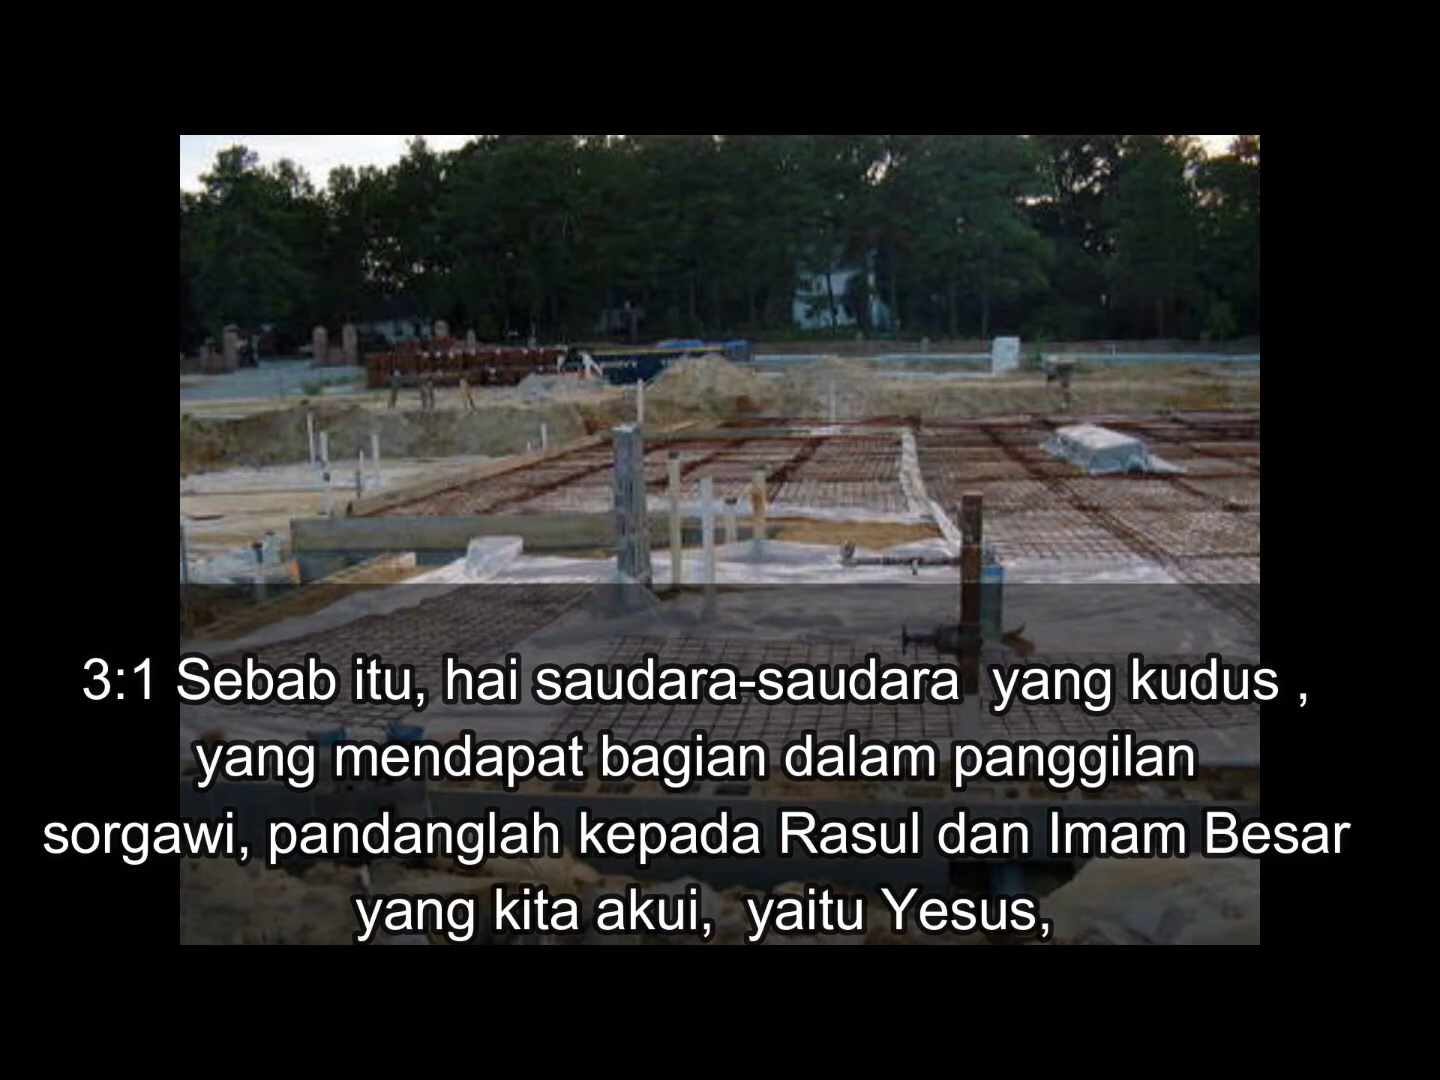 3:1 Sebab itu, hai saudara-saudara  yang kudus ,
yang mendapat bagian dalam panggilan
sorgawi, pandanglah kepada Rasul dan Imam Besar
yang kita akui,  yaitu Yesus,